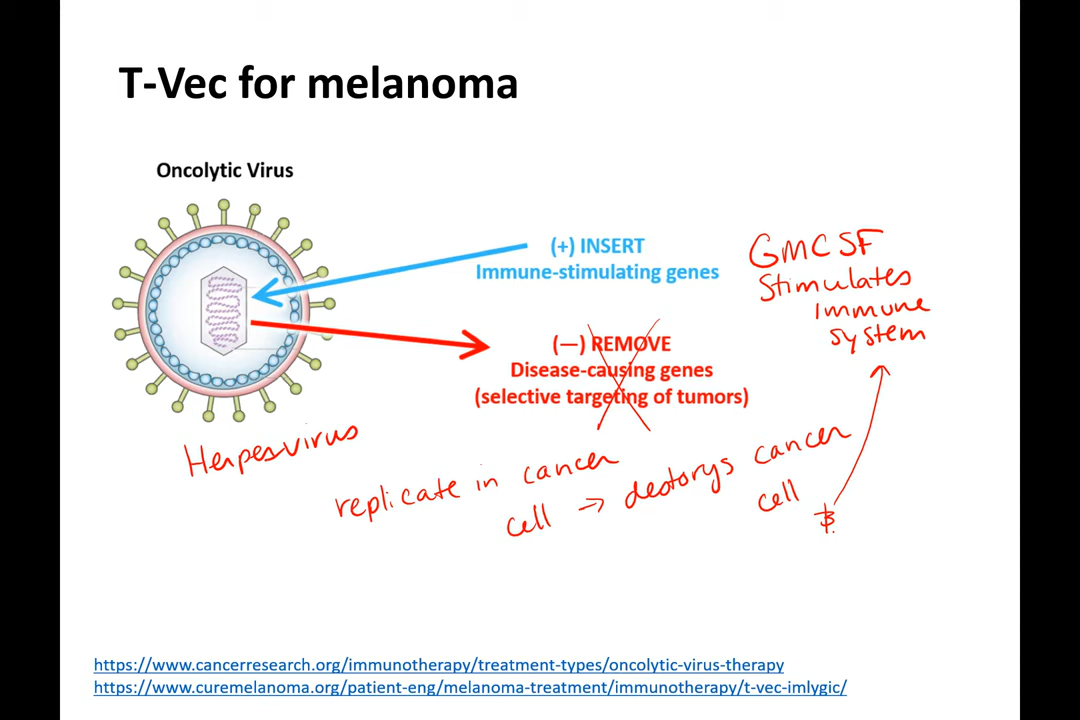 T-Vec for melanoma
Oncolytic Virus
(+) INSERT
Immune-stimulating genes
GMCSF
Stimulates
Immune
system
(—) REMOVE
Disease-causing genes
(selective targeting of tumors)
Herpesvirus
replicate in cancer
cell → destorys cancer
cell
https://www.cancerresearch.org/immunotherapy/treatment-types/oncolytic-virus-therapy
https://www.curemelanoma.org/patient-eng/melanoma-treatment/immunotherapy/t-vec-imlygic/